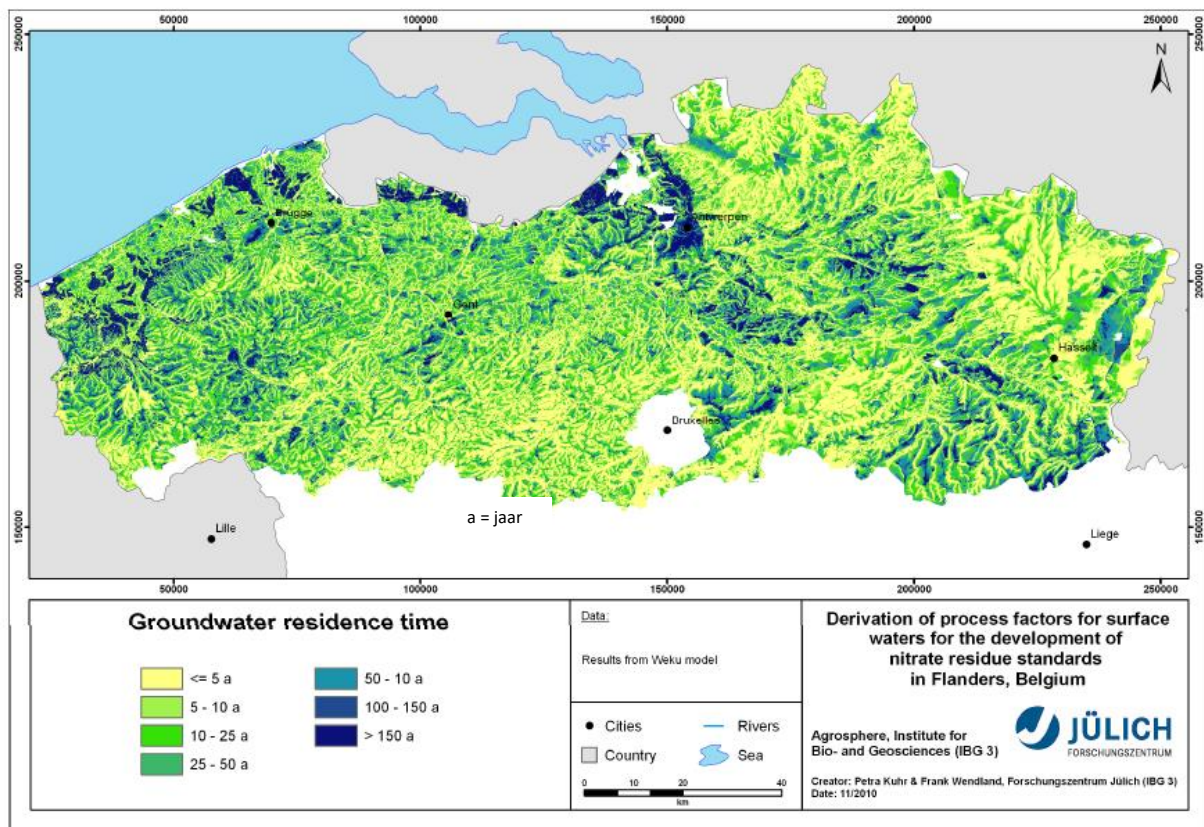 50000 100000 150000 200000 250000
250000 250000
N
Brugge
Antwerpen
200000 200000
Gent
Hasselt
Bruxelles
a = jaar
150000 150000
Lille
Liege
50000 100000 150000 200000 250000
Groundwater residence time
<= 5 a
5 - 10 a
10 - 25 a
25 - 50 a
50 - 10 a
100 - 150 a
> 150 a
Data:
Results from Weku model
Cities
Rivers
Country
Sea
0 10 20 40
km
Derivation of process factors for surface
waters for the development of
nitrate residue standards
in Flanders, Belgium
Agrosphere, Institute for
Bio- and Geosciences (IBG 3)
JÜLICH
FORSCHUNGSZENTRUM
Creator: Petra Kuhr & Frank Wendland, Forschungszentrum Jülich (IBG 3)
Date: 11/2010